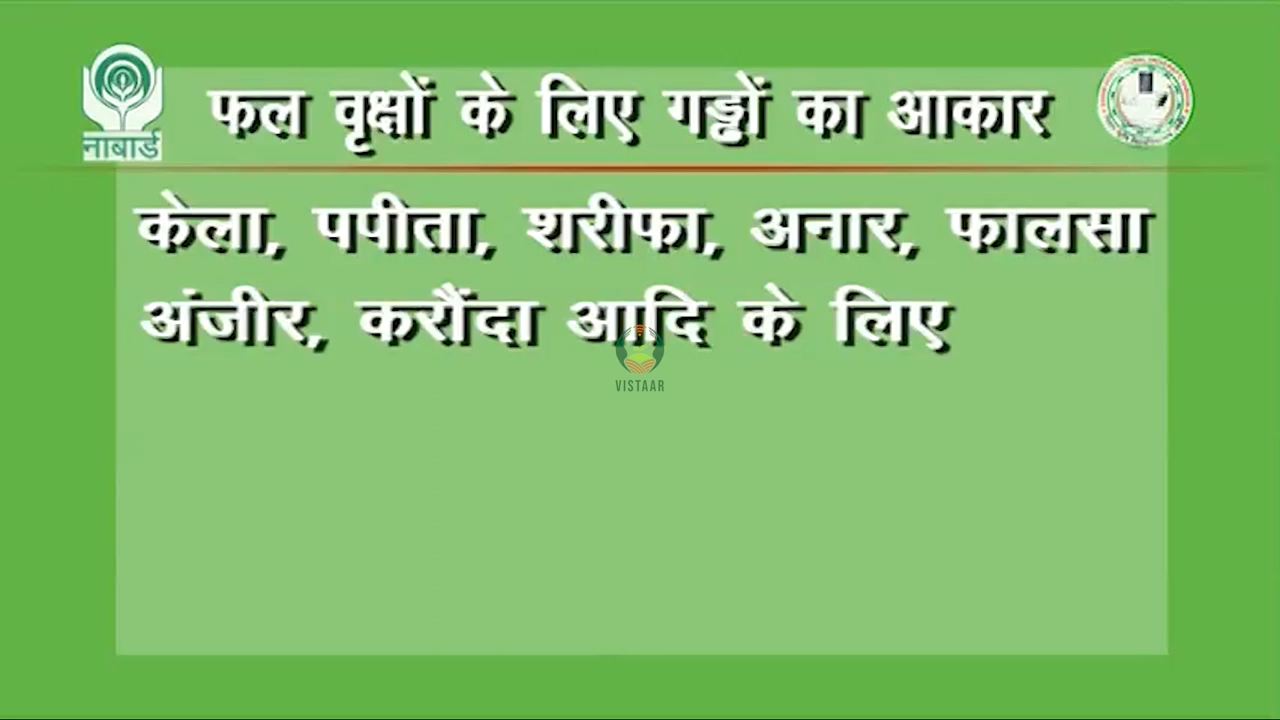 फल वृक्षों के लिए गड्ढों का आकार
नाबार्ड
केला, पपीता, शरीफा, अनार, फालसा
अंजीर, करौंदा आदि के लिए
VISTAAR